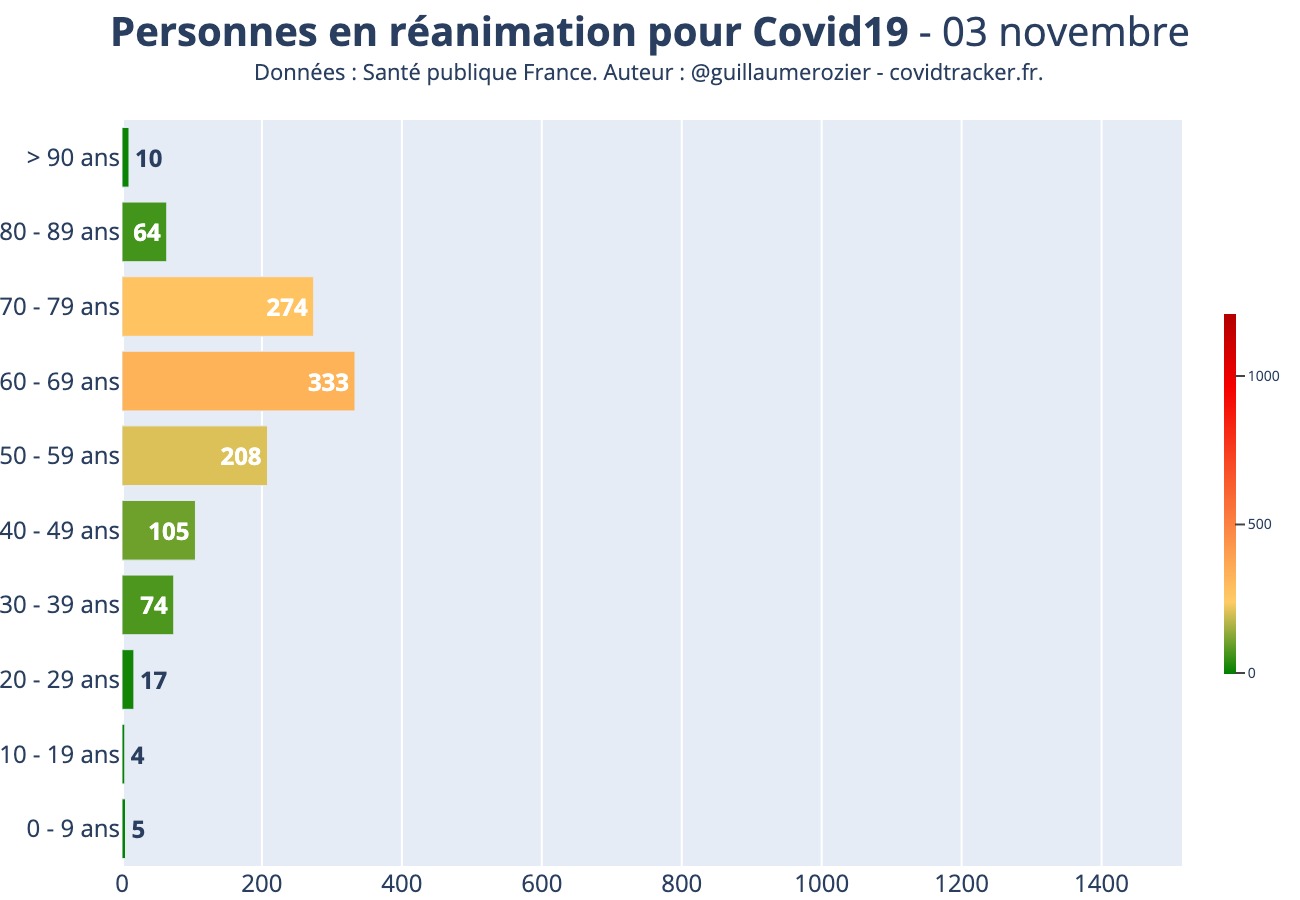 Personnes en réanimation pour Covid19 - 03 novembre
Données : Santé publique France. Auteur : @guillaumerozier - covidtracker.fr.
> 90 ans 10
80 - 89 ans 64
70 - 79 ans 274
60 - 69 ans 333
50 - 59 ans 208
40 - 49 ans 105
30 - 39 ans 74
20 - 29 ans 17
10 - 19 ans 4
0 - 9 ans 5
0 200 400 600 800 1000 1200 1400
1000
500
0